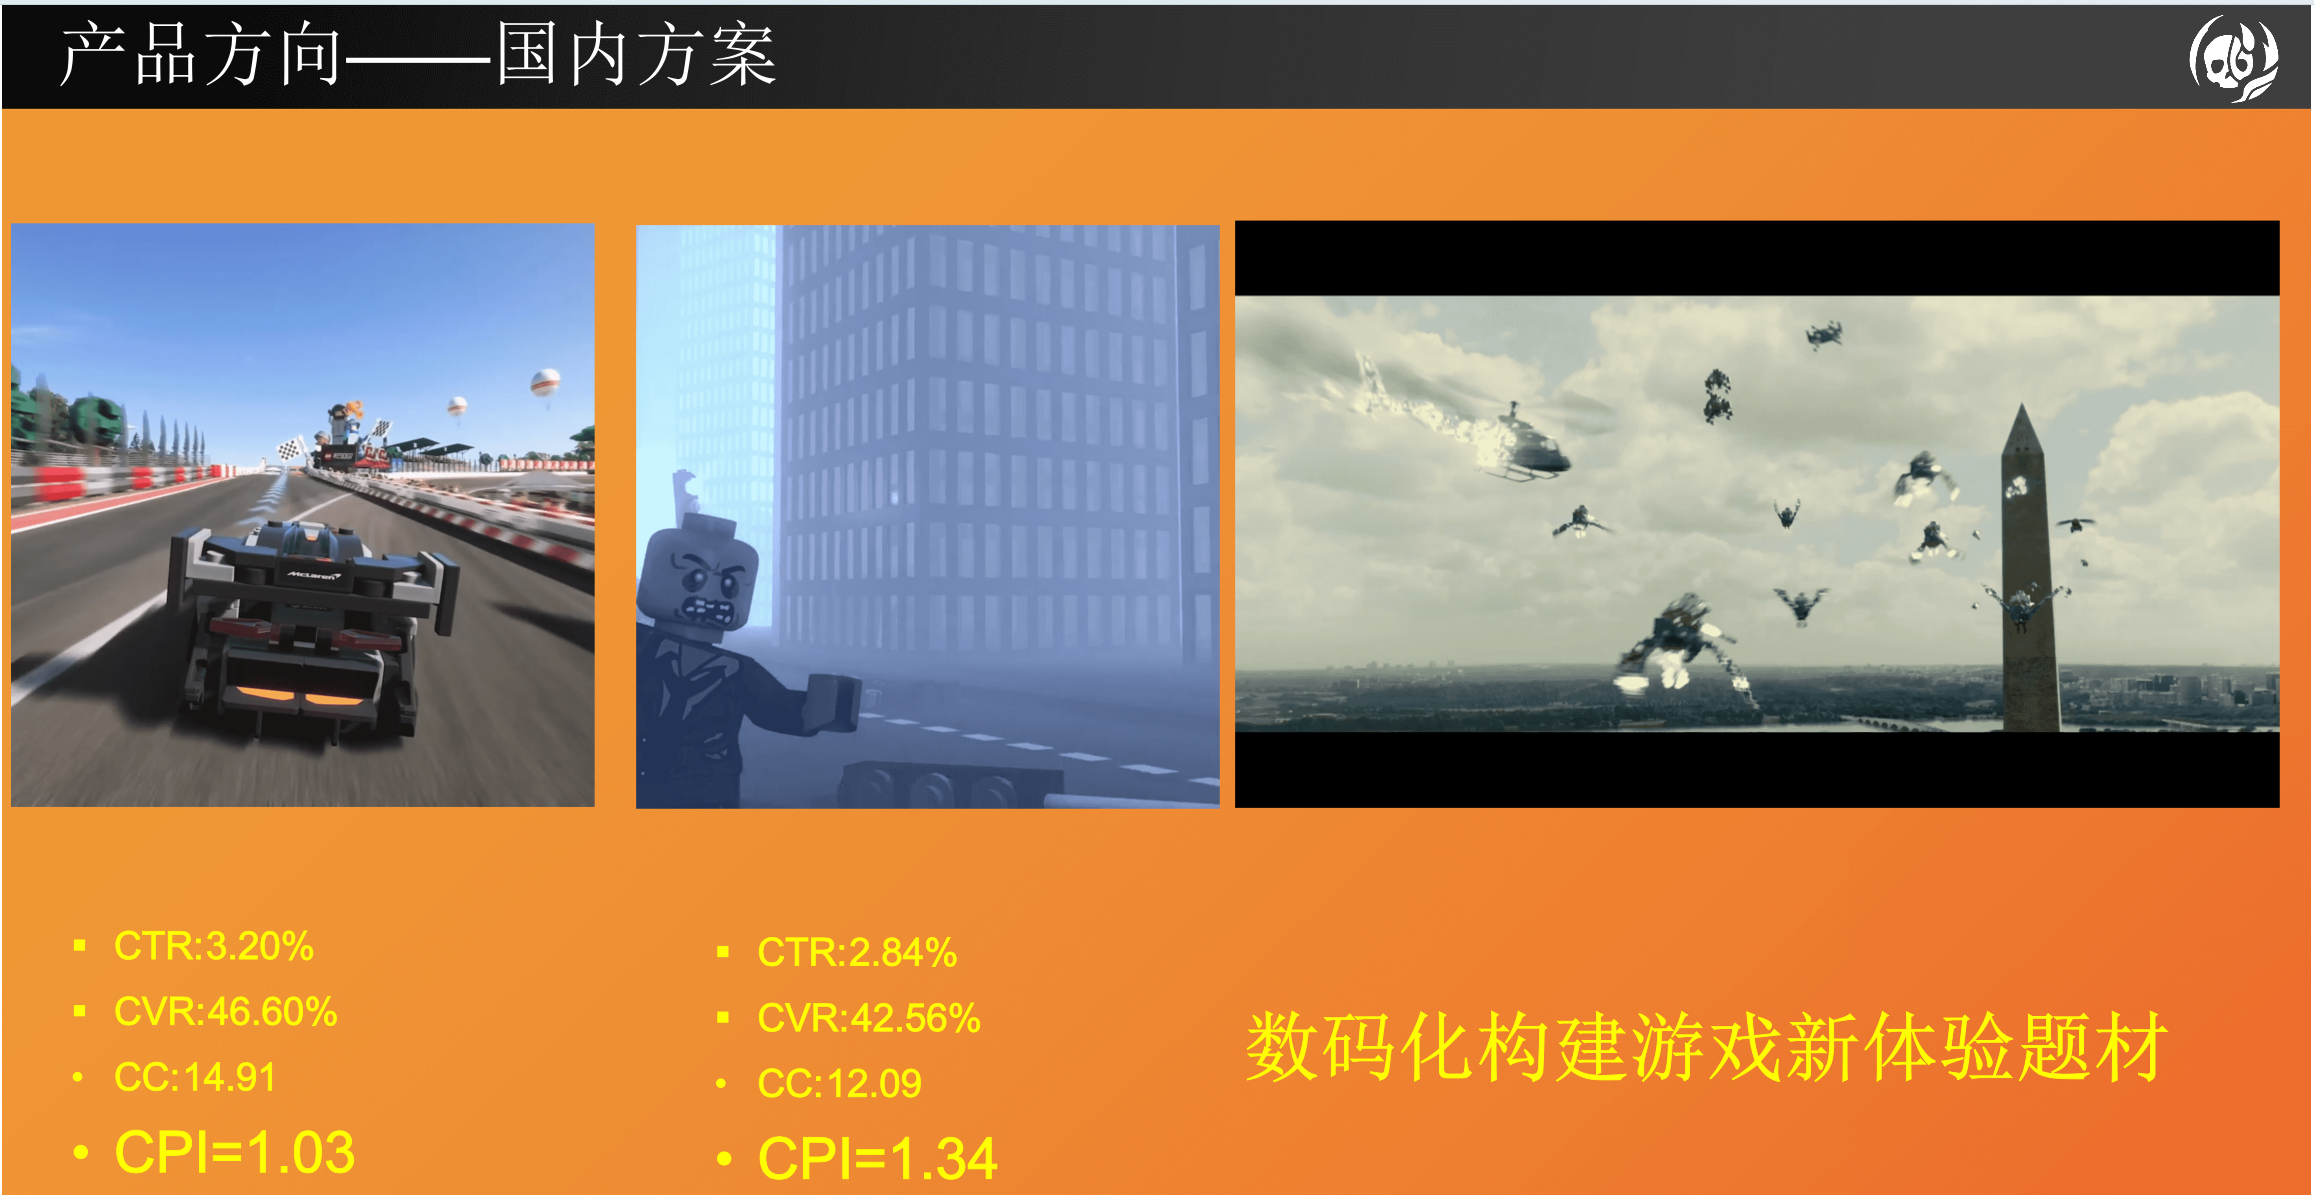 产品方向——国内方案
McLaren
CTR:3.20%
CVR:46.60%
CC:14.91
CPI=1.03
CTR:2.84%
CVR:42.56%
CC:12.09
CPI=1.34
数码化构建游戏新体验题材